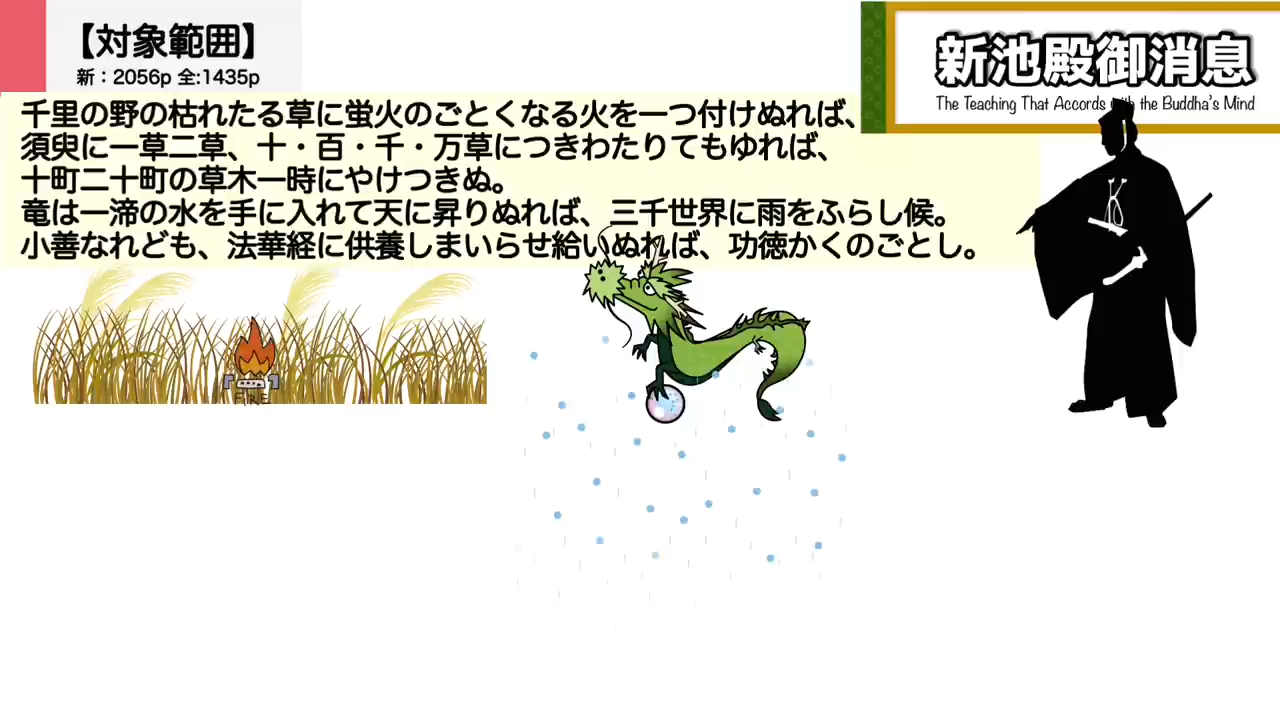 【対象範囲】
新：2056p 全:1435p
新池殿御消息
The Teaching That Accords with the Buddha's Mind
千里の野の枯れたる草に蛍火のごとくなる火を一つ付けぬれば、
須臾に一草二草、十・百・千・万草につきわたりてもゆれば、
十町二十町の草木一時にやけつきぬ。
竜は一渧の水を手に入れて天に昇りぬれば、三千世界に雨をふらし候。
小善なれども、法華経に供養しまいらせ給いぬれば、功徳かくのごとし。
FIRE